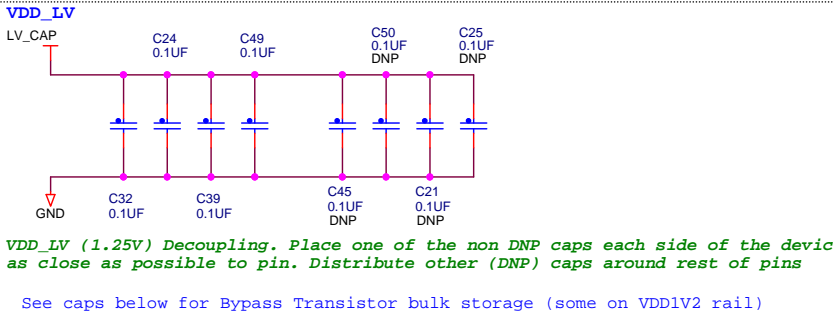 VDD_LV
LV_CAP
C24
0.1UF
C49
0.1UF
C50
0.1UF
DNP
C25
0.1UF
DNP
GND
C32
0.1UF
C39
0.1UF
C45
0.1UF
DNP
C21
0.1UF
DNP
VDD_LV (1.25V) Decoupling. Place one of the non DNP caps each side of the devic
as close as possible to pin. Distribute other (DNP) caps around rest of pins
See caps below for Bypass Transistor bulk storage (some on VDD1V2 rail)